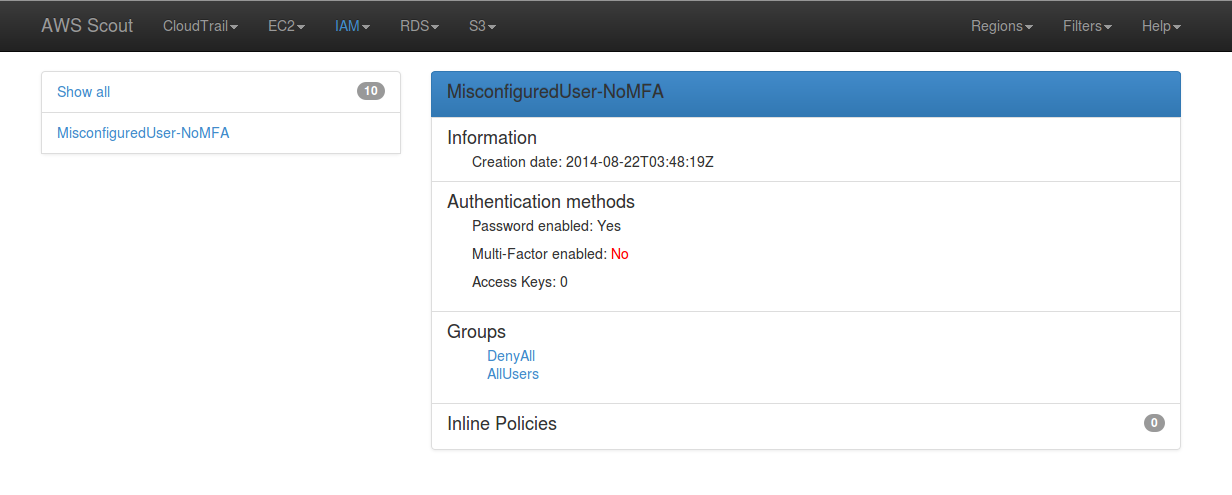 AWS Scout CloudTrail EC2 IAM RDS S3 Regions Filters Help
Show all 10
MisconfiguredUser-NoMFA
MisconfiguredUser-NoMFA
Information
Creation date: 2014-08-22T03:48:19Z
Authentication methods
Password enabled: Yes
Multi-Factor enabled: No
Access Keys: 0
Groups
DenyAll
AllUsers
Inline Policies 0